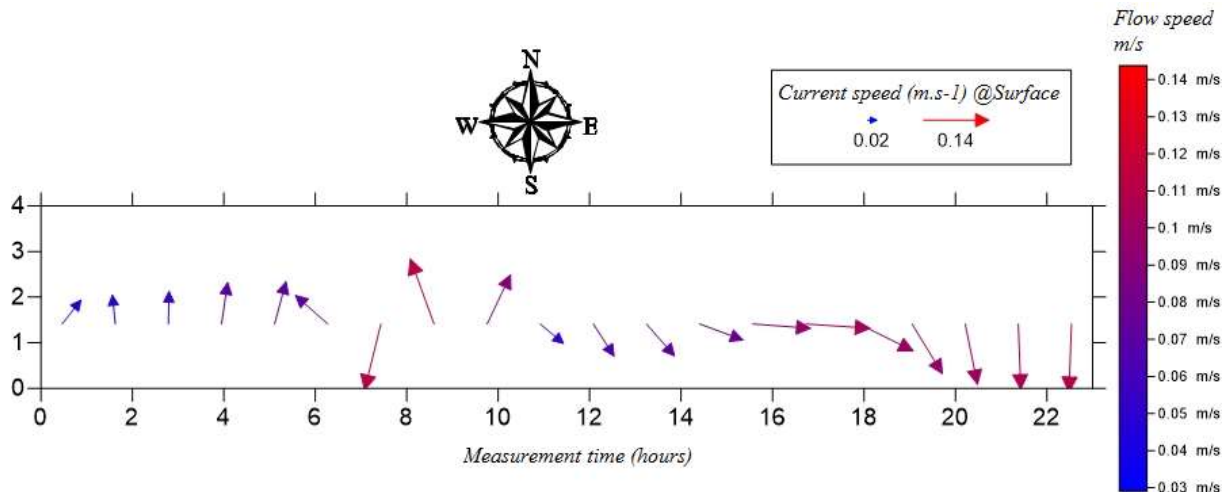 Flow speed
m/s
N
W E
S
Current speed (m.s-1) @Surface
0.02 0.14
0.14 m/s
0.13 m/s
0.12 m/s
0.11 m/s
0.1 m/s
0.09 m/s
0.08 m/s
0.07 m/s
0.06 m/s
0.05 m/s
0.04 m/s
0.03 m/s
4
3
2
1
0
0 2 4 6 8 10 12 14 16 18 20 22
Measurement time (hours)